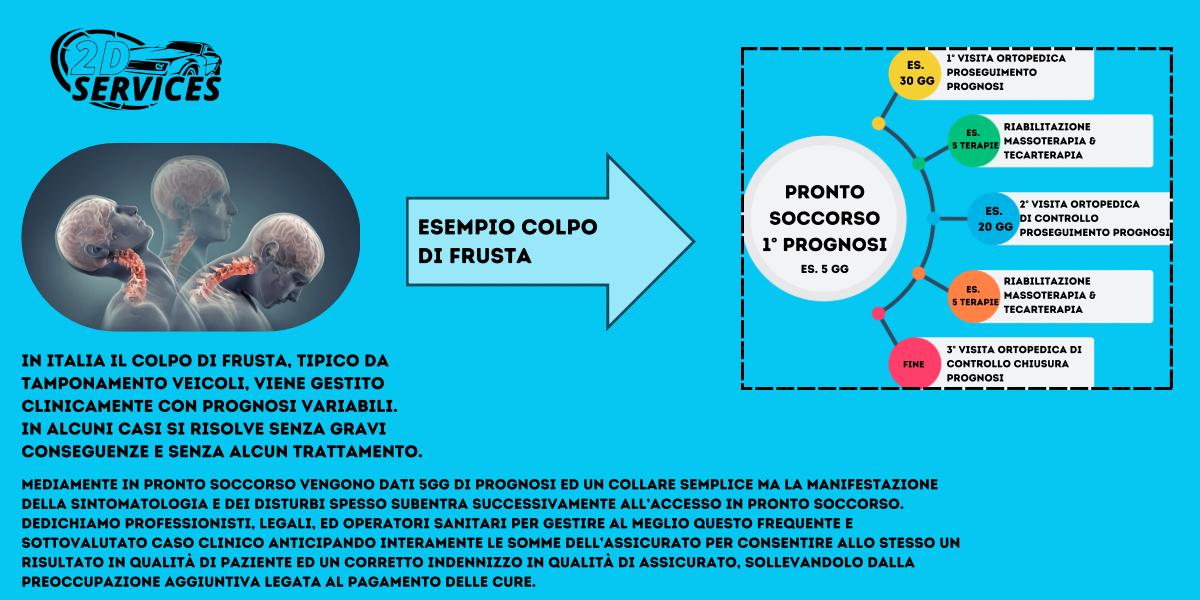 2D
SERVICES
ESEMPIO COLPO
DI FRUSTA
PRONTO
SOCCORSO
1° PROGNOSI
ES. 5 GG
ES.
30 GG
1° VISITA ORTOPEDICA
PROSEGUIMENTO
PROGNOSI
ES.
5 TERAPIE
RIABILITAZIONE
MASSOTERAPIA &
TECARTERAPIA
ES.
20 GG
2° VISITA ORTOPEDICA
DI CONTROLLO
PROSEGUIMENTO PROGNOSI
ES.
5 TERAPIE
RIABILITAZIONE
MASSOTERAPIA &
TECARTERAPIA
FINE
3° VISITA ORTOPEDICA DI
CONTROLLO CHIUSURA
PROGNOSI
IN ITALIA IL COLPO DI FRUSTA, TIPICO DA
TAMPONAMENTO VEICOLI, VIENE GESTITO
CLINICAMENTE CON PROGNOSI VARIABILI.
IN ALCUNI CASI SI RISOLVE SENZA GRAVI
CONSEGUENZE E SENZA ALCUN TRATTAMENTO.
MEDIAMENTE IN PRONTO SOCCORSO VENGONO DATI 5GG DI PROGNOSI ED UN COLLARE SEMPLICE MA LA MANIFESTAZIONE
DELLA SINTOMATOLOGIA E DEI DISTURBI SPESSO SUBENTRA SUCCESSIVAMENTE ALL'ACCESSO IN PRONTO SOCCORSO.
DEDICHIAMO PROFESSIONISTI, LEGALI, ED OPERATORI SANITARI PER GESTIRE AL MEGLIO QUESTO FREQUENTE E
SOTTOVALUTATO CASO CLINICO ANTICIPANDO INTERAMENTE LE SOMME DELL'ASSICURATO PER CONSENTIRE ALLO STESSO UN
RISULTATO IN QUALITÀ DI PAZIENTE ED UN CORRETTO INDENNIZZO IN QUALITÀ DI ASSICURATO, SOLLEVANDOLO DALLA
PREOCCUPAZIONE AGGIUNTIVA LEGATA AL PAGAMENTO DELLE CURE.